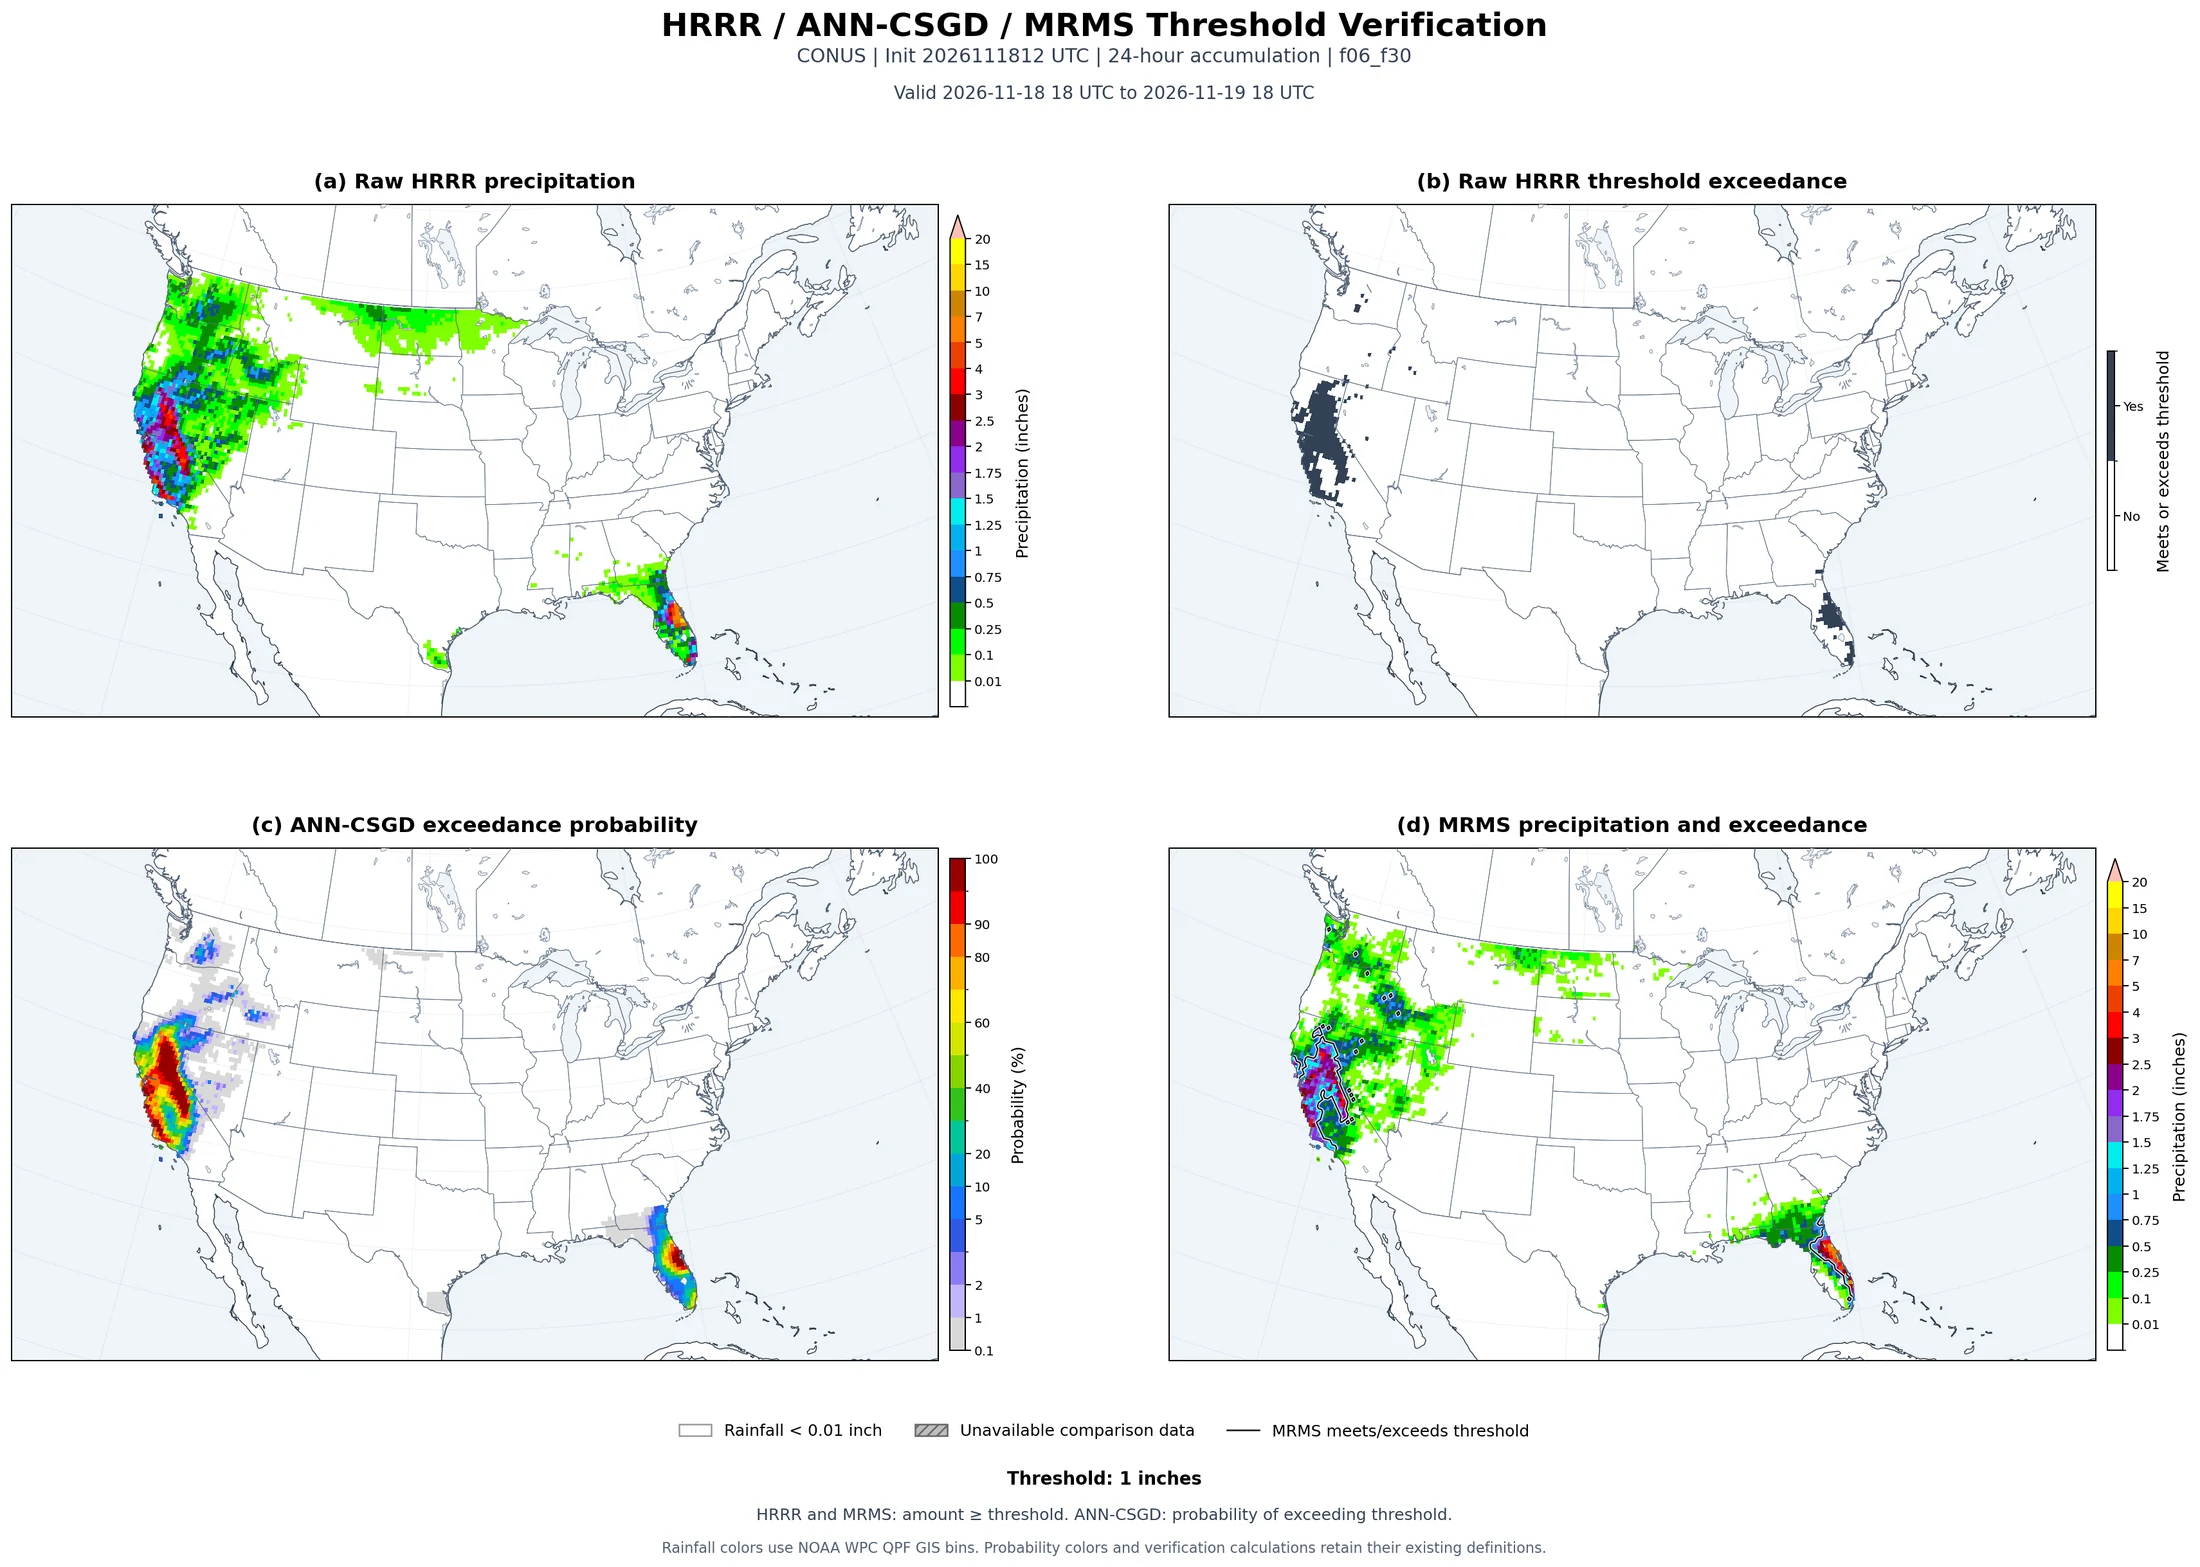 HRRR / ANN-CSGD / MRMS Threshold Verification
CONUS | Init 2026111812 UTC | 24-hour accumulation | f06_f30
Valid 2026-11-18 18 UTC to 2026-11-19 18 UTC
(a) Raw HRRR precipitation
20
15
10
7
5
4
3
2.5
2
1.75
1.5
1.25
1
0.75
0.5
0.25
0.1
0.01
Precipitation (inches)
(b) Raw HRRR threshold exceedance
Yes
No
Meets or exceeds threshold
(c) ANN-CSGD exceedance probability
100
90
80
60
40
20
10
5
2
1
0.1
Probability (%)
(d) MRMS precipitation and exceedance
20
15
10
7
5
4
3
2.5
2
1.75
1.5
1.25
1
0.75
0.5
0.25
0.1
0.01
Precipitation (inches)
Rainfall < 0.01 inch
Unavailable comparison data
MRMS meets/exceeds threshold
Threshold: 1 inches
HRRR and MRMS: amount ≥ threshold. ANN-CSGD: probability of exceeding threshold.
Rainfall colors use NOAA WPC QPF GIS bins. Probability colors and verification calculations retain their existing definitions.